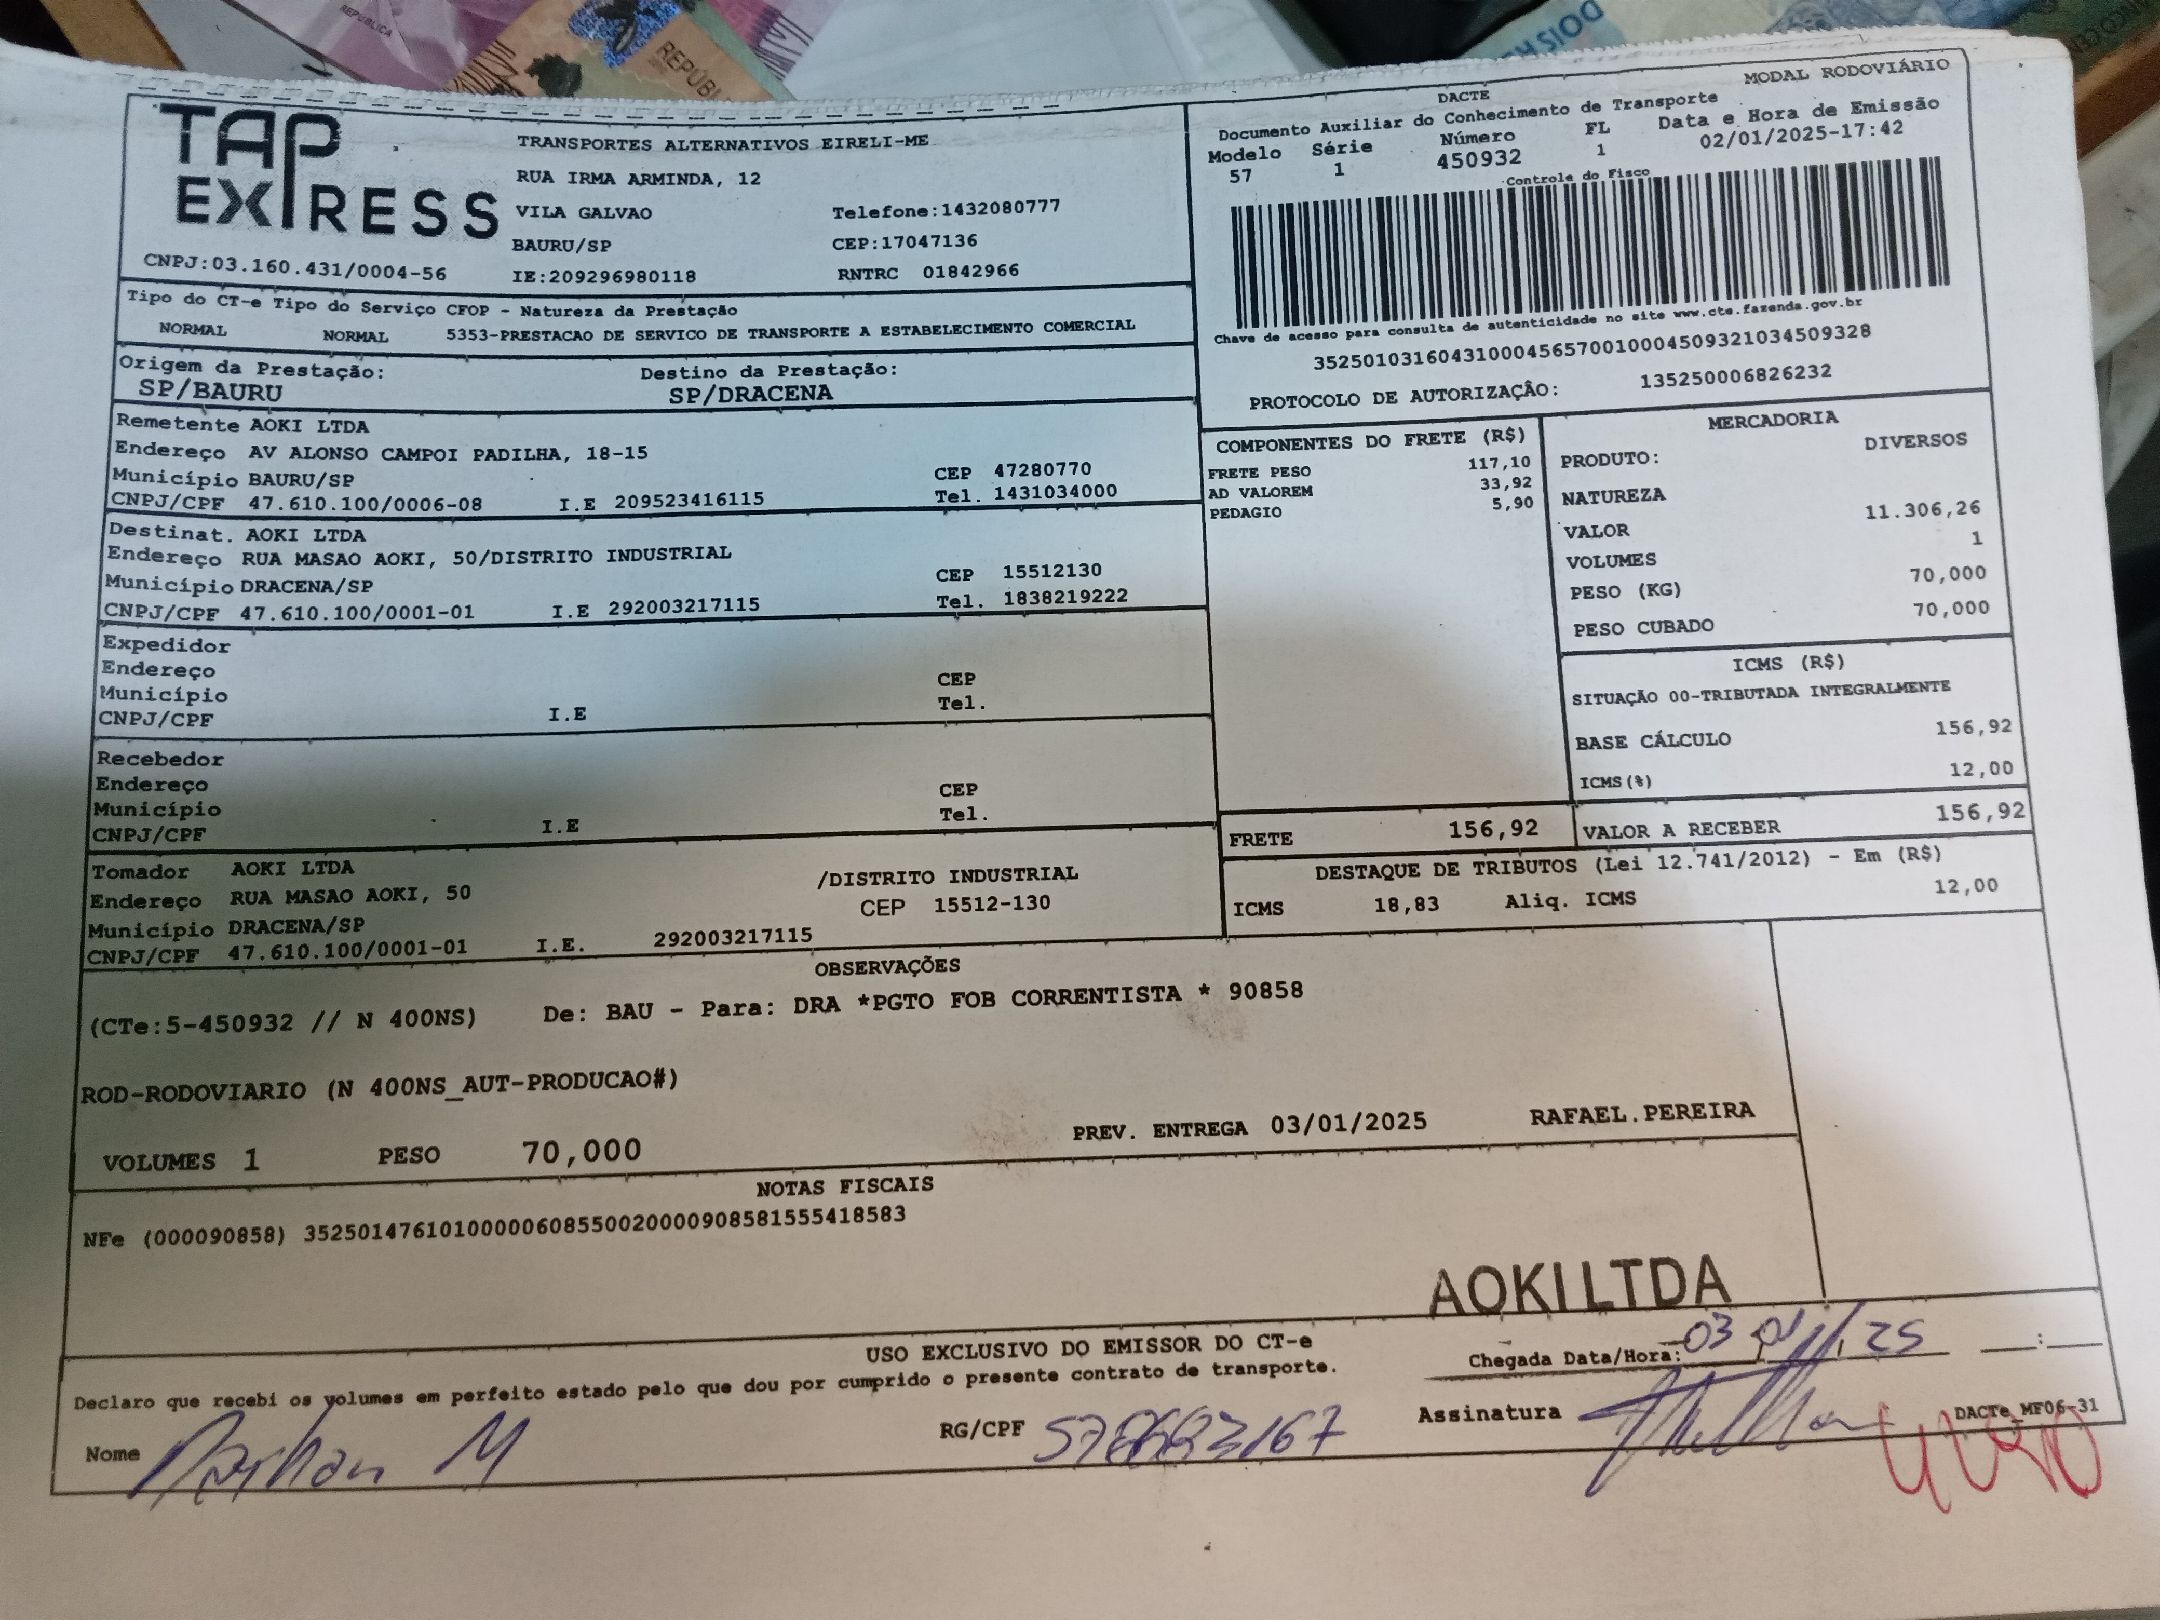 REPÚBLICA
REPÚBL
DOIS R
TAP
EXPRESS
CNPJ:03.160.431/0004-56
TRANSPORTES ALTERNATIVOS EIRELI-ME
RUA IRMA ARMINDA, 12
VILA GALVAO Telefone:1432080777
BAURU/SP CEP:17047136
IE:209296980118 RNTRC 01842966
DACTE MODAL RODOVIÁRIO
Documento Auxiliar do Conhecimento de Transporte
Modelo Série Número FL Data e Hora de Emissão
57 1 450932 1 02/01/2025-17:42
Controle do Fisco
Chave de acesso para consulta de autenticidade no site www.cte.fazenda.gov.br
35250103160431000456570010004509321034509328
PROTOCOLO DE AUTORIZAÇÃO: 135250006826232
Tipo do CT-e Tipo do Serviço CFOP - Natureza da Prestação
NORMAL NORMAL 5353-PRESTACAO DE SERVICO DE TRANSPORTE A ESTABELECIMENTO COMERCIAL
Origem da Prestação: Destino da Prestação:
SP/BAURU SP/DRACENA
Remetente AOKI LTDA
Endereço AV ALONSO CAMPOI PADILHA, 18-15
Município BAURU/SP CEP 47280770
CNPJ/CPF 47.610.100/0006-08 I.E 209523416115 Tel. 1431034000
Destinat. AOKI LTDA
Endereço RUA MASAO AOKI, 50/DISTRITO INDUSTRIAL
Município DRACENA/SP CEP 15512130
CNPJ/CPF 47.610.100/0001-01 I.E 292003217115 Tel. 1838219222
Expedidor
Endereço CEP
Município Tel.
CNPJ/CPF I.E
Recebedor
Endereço CEP
Município Tel.
CNPJ/CPF I.E
Tomador AOKI LTDA
Endereço RUA MASAO AOKI, 50 /DISTRITO INDUSTRIAL
Município DRACENA/SP CEP 15512-130
CNPJ/CPF 47.610.100/0001-01 I.E. 292003217115
COMPONENTES DO FRETE (R$)
FRETE PESO 117,10
AD VALOREM 33,92
PEDAGIO 5,90
MERCADORIA
PRODUTO: DIVERSOS
NATUREZA
VALOR 11.306,26
VOLUMES 1
PESO (KG) 70,000
PESO CUBADO 70,000
ICMS (R$)
SITUAÇÃO 00-TRIBUTADA INTEGRALMENTE
BASE CÁLCULO 156,92
ICMS(%) 12,00
FRETE 156,92 VALOR A RECEBER 156,92
DESTAQUE DE TRIBUTOS (Lei 12.741/2012) - Em (R$)
ICMS 18,83 Aliq. ICMS 12,00
OBSERVAÇÕES
(CTe:5-450932 // N 400NS) De: BAU - Para: DRA *PGTO FOB CORRENTISTA * 90858
ROD-RODOVIARIO (N 400NS_AUT-PRODUCAO#)
VOLUMES 1 PESO 70,000 PREV. ENTREGA 03/01/2025 RAFAEL.PEREIRA
NOTAS FISCAIS
NFe (000090858) 35250147610100000608550020000908581555418583
AOKI LTDA
USO EXCLUSIVO DO EMISSOR DO CT-e
Chegada Data/Hora: 03 01 25 :
Declaro que recebi os volumes em perfeito estado pelo que dou por cumprido o presente contrato de transporte.
Nome RG/CPF Assinatura DACTe_MF06-31